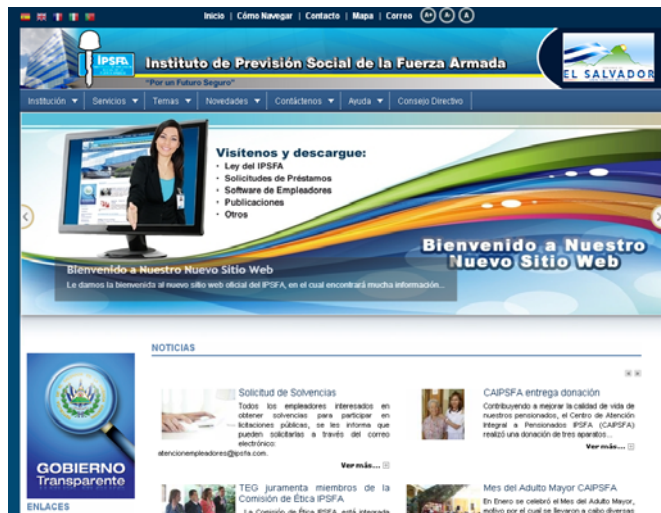 Inicio | Cómo Navegar | Contacto | Mapa | Correo A+ A- A
IPSFA
Instituto de Previsión Social de la Fuerza Armada
"Por un Futuro Seguro"
EL SALVADOR
Institución Servicios Temas Novedades Contáctenos Ayuda Consejo Directivo
Visítenos y descargue:
· Ley del IPSFA
· Solicitudes de Préstamos
· Software de Empleadores
· Publicaciones
· Otros
Bienvenido a Nuestro
Nuevo Sitio Web
Bienvenido a Nuestro Nuevo Sitio Web
Le damos la bienvenida al nuevo sitio web oficial del IPSFA, en el cual encontrará mucha información...
NOTICIAS
Solicitud de Solvencias
Todos los empleadores interesados en
obtener solvencias para participar en
licitaciones públicas, se les informa que
pueden solicitarlas a través del correo
electrónico:
atencionempleadores@ipsfa.com.
Ver más...
CAIPSFA entrega donación
Contribuyendo a mejorar la calidad de vida de
nuestros pensionados, el Centro de Atención
Integral a Pensionados IPSFA (CAIPSFA)
realizó una donación de tres aparatos...
Ver más...
GOBIERNO
Transparente
ENLACES
TEG juramenta miembros de la
Comisión de Ética IPSFA
La Comisión de Ética IPSFA, está integrada
Mes del Adulto Mayor CAIPSFA
En Enero se celebró el Mes del Adulto Mayor,
motivo por el cual se llevaron a cabo diversas